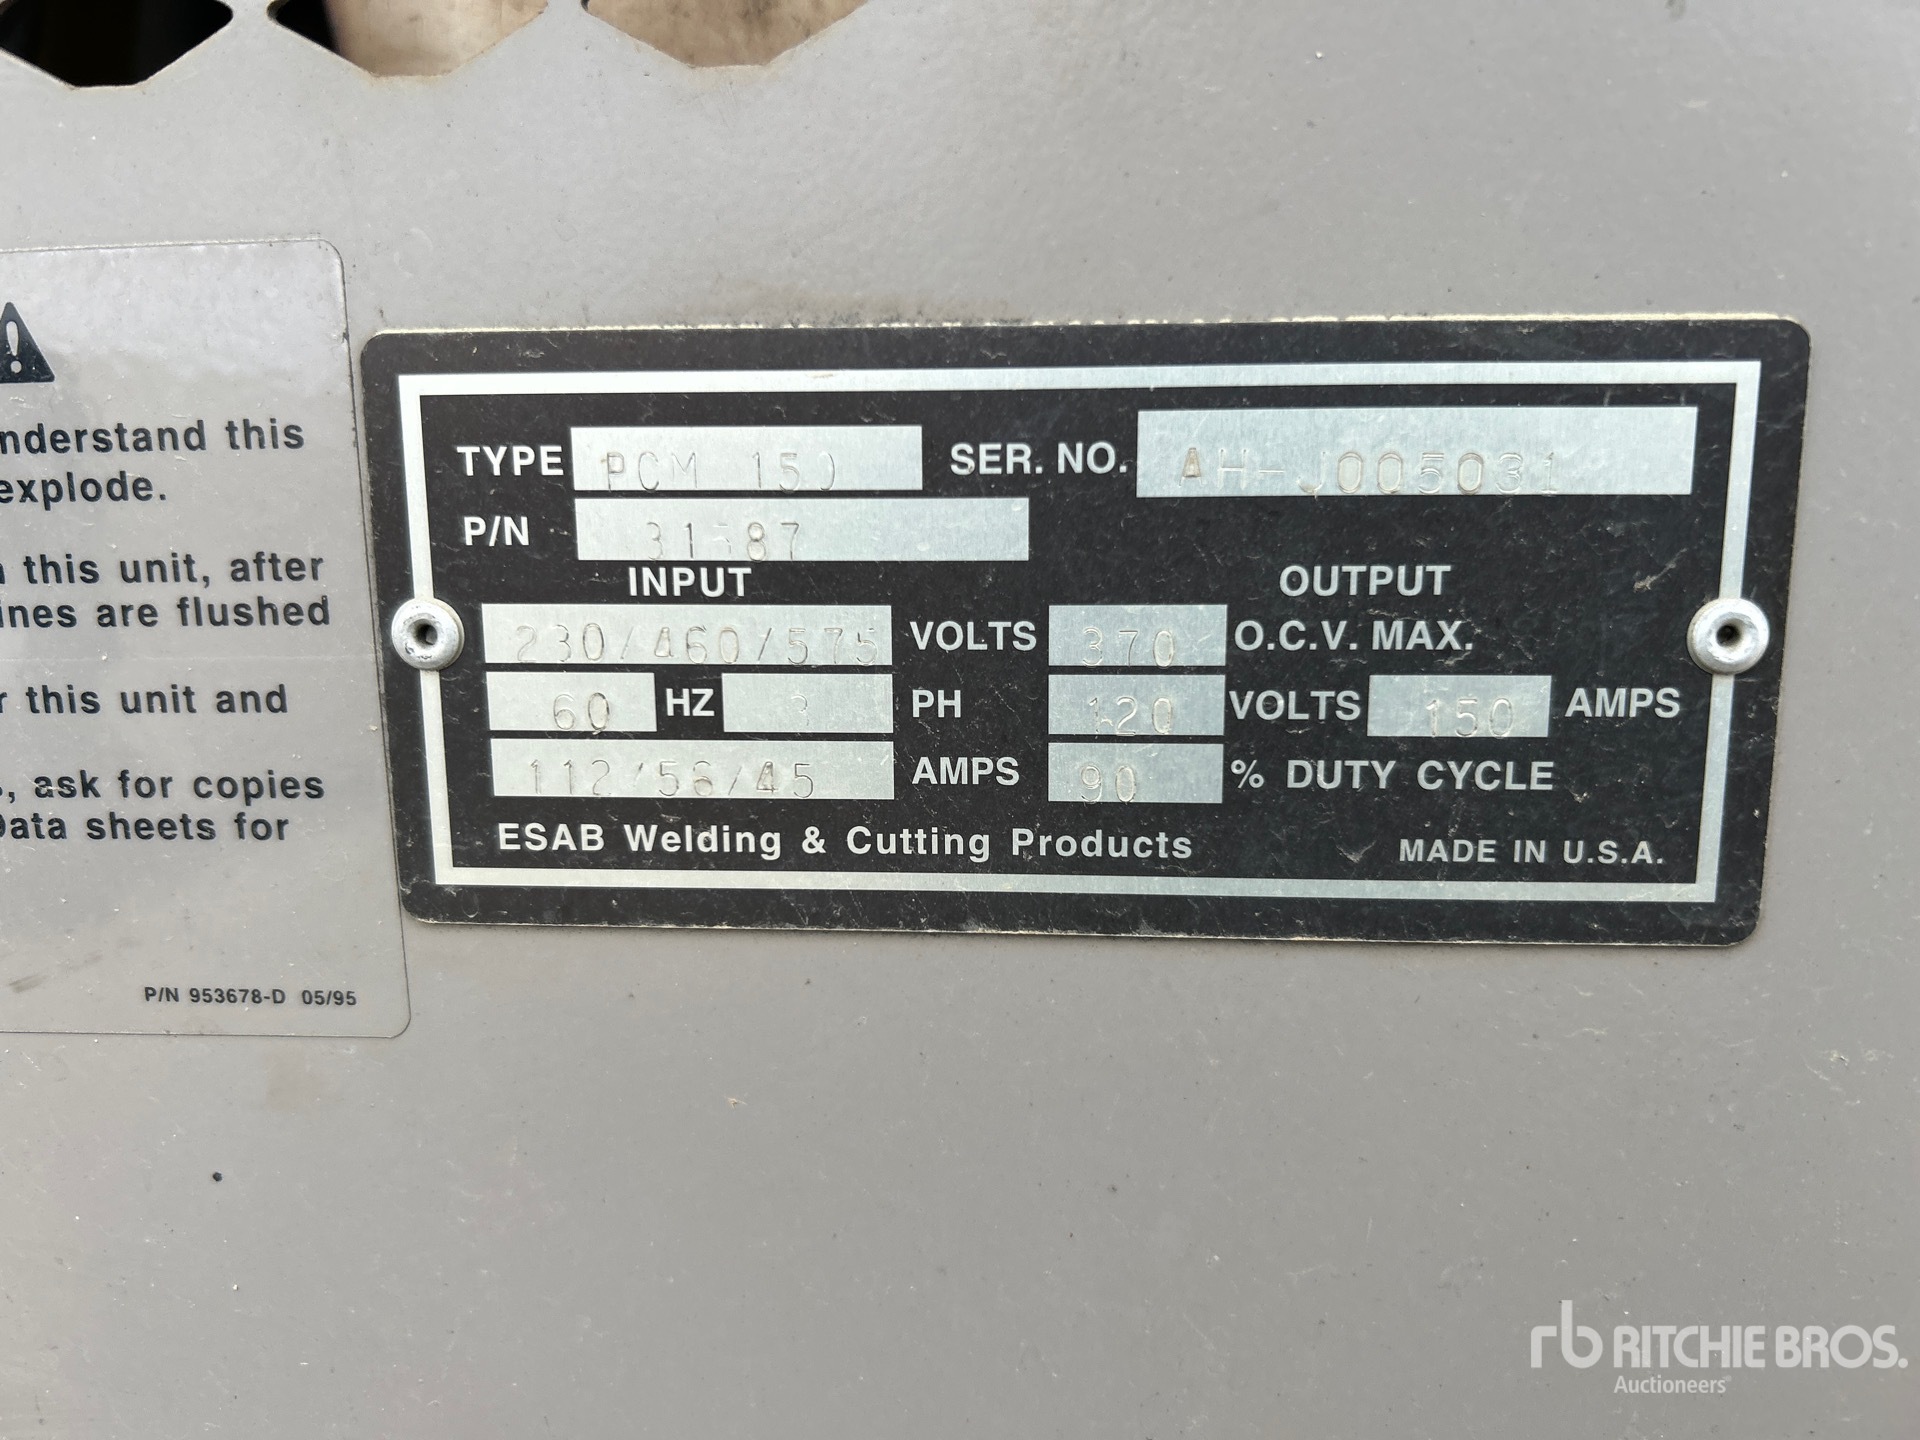 nderstand this
explode.
this unit, after
ines are flushed
r this unit and
, ask for copies
Data sheets for
P/N 953678-D 05/95
TYPE PCM 150 SER. NO. AH-J005031
P/N
INPUT OUTPUT
230/460/575 VOLTS 370 O.C.V. MAX.
60 HZ 3 PH 120 VOLTS 150 AMPS
112/56/45 AMPS 90 % DUTY CYCLE
ESAB Welding & Cutting Products MADE IN U.S.A.
rb RITCHIE BROS.
Auctioneers